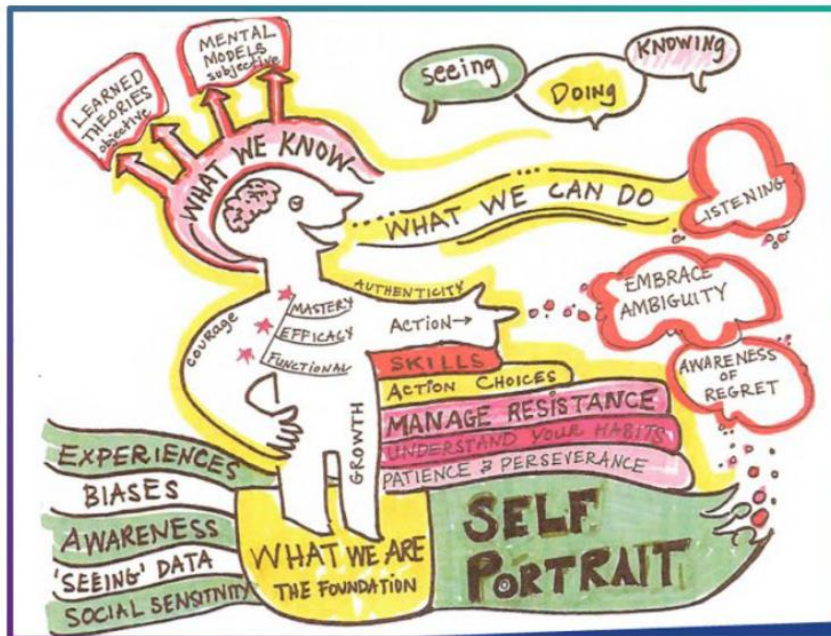 MENTAL
MODELS
subjective
LEARNED
THEORIES
objective
WHAT WE KNOW
seeing
DOING
KNOWING
WHAT WE CAN DO
LISTENING
EMBRACE
AMBIGUITY
AWARENESS
OF
REGRET
AUTHENTICITY
ACTION→
COURAGE
MASTERY
EFFICACY
FUNCTIONAL
GROWTH
SKILLS
ACTION CHOICES
MANAGE RESISTANCE
UNDERSTAND YOUR HABITS
PATIENCE & PERSEVERANCE
EXPERIENCES
BIASES
AWARENESS
'SEEING' DATA
SOCIAL SENSITIVITY
WHAT WE ARE
THE FOUNDATION
SELF
PORTRAIT